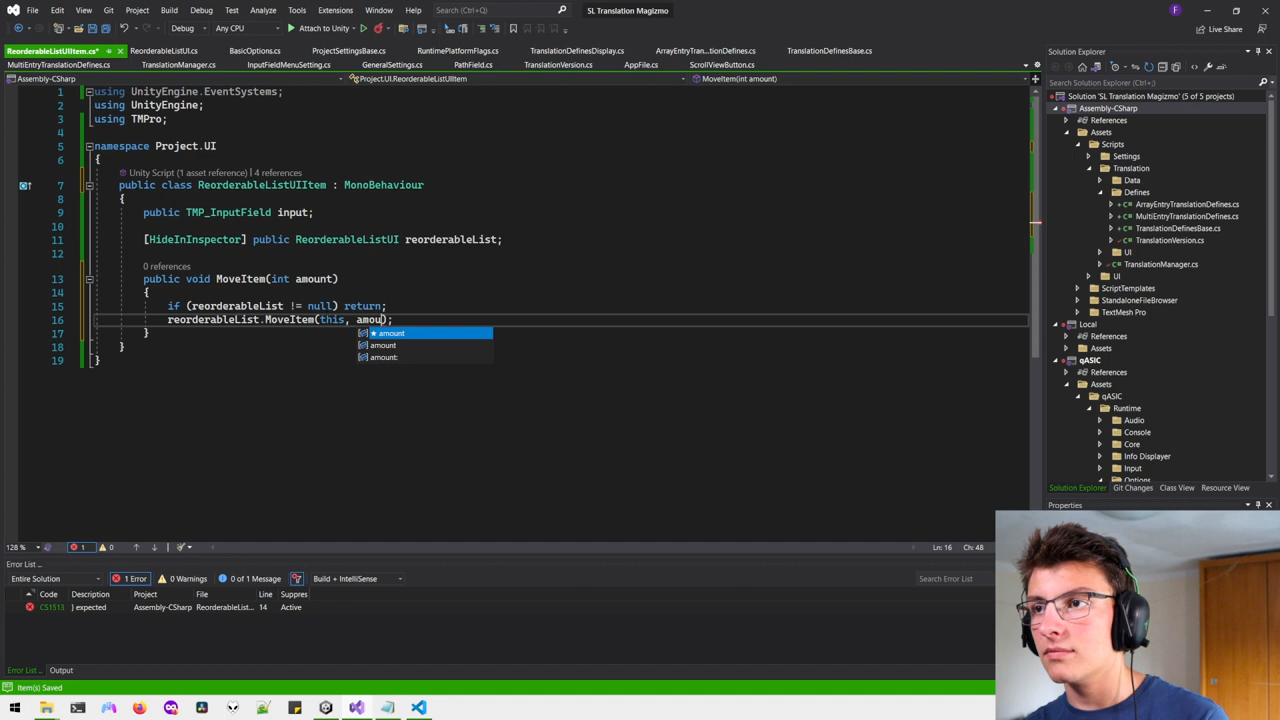 File Edit View Git Project Build Debug Test Analyze Tools Extensions Window Help Search (Ctrl+Q) SL Translation Magizmo
Debug Any CPU Attach to Unity Live Share
ReorderableListUIItem.cs* ReorderableListUI.cs BasicOptions.cs ProjectSettingsBase.cs RuntimePlatformFlags.cs TranslationDefinesDisplay.cs ArrayEntryTran...onDefines.cs TranslationDefinesBase.cs
MultiEntryTranslationDefines.cs TranslationManager.cs InputFieldMenuSetting.cs GeneralSettings.cs PathField.cs TranslationVersion.cs AppFile.cs ScrollViewButton.cs
Assembly-CSharp Project.UI.ReorderableListUIItem MoveItem(int amount)
1 using UnityEngine.EventSystems;
2 using UnityEngine;
3 using TMPro;
4
5 namespace Project.UI
6 {
Unity Script (1 asset reference) | 4 references
7 public class ReorderableListUIItem : MonoBehaviour
8 {
9 public TMP_InputField input;
10
11 [HideInInspector] public ReorderableListUI reorderableList;
12
0 references
13 public void MoveItem(int amount)
14 {
15 if (reorderableList != null) return;
16 reorderableList.MoveItem(this, amou);
17 }
18 }
19 }
★ amount
amount
amount:
128 % 1 0 Ln: 16 Ch: 48
Error List ...
Entire Solution 1 Error 0 Warnings 0 of 1 Message Build + IntelliSense Search Error List
Code Description Project File Line Suppres
CS1513 } expected Assembly-CSharp ReorderableList... 14 Active
Error List ... Output
Item(s) Saved
Solution Explorer
Search Solution Explorer (Ctrl+;)
Solution 'SL Translation Magizmo' (5 of 5 projects)
Assembly-CSharp
References
Assets
Scripts
Settings
Translation
Data
Defines
ArrayEntryTranslationDefines.cs
MultiEntryTranslationDefines.cs
TranslationDefinesBase.cs
TranslationVersion.cs
UI
TranslationManager.cs
UI
ScriptTemplates
StandaloneFileBrowser
TextMesh Pro
Local
References
Assets
qASIC
References
Assets
qASIC
Runtime
Audio
Console
Core
Info Displayer
Input
Options
Solution Explorer Git Changes Class View Resource View
Properties